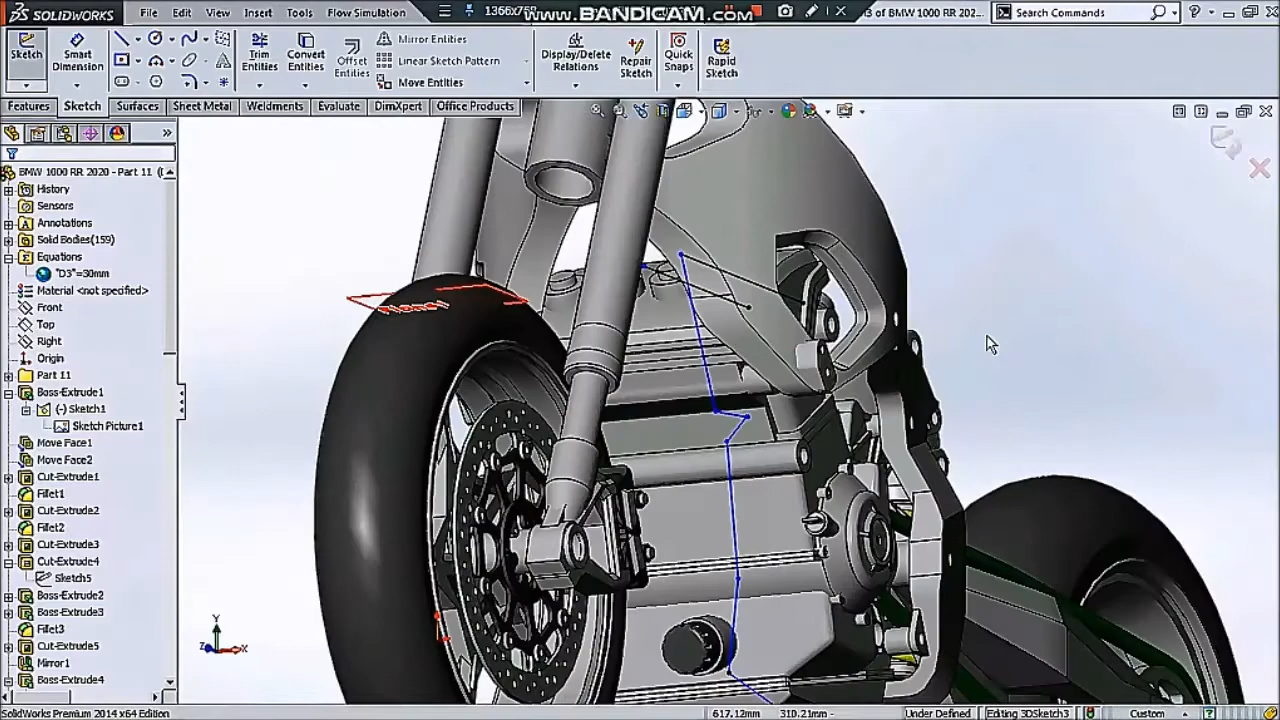 SOLIDWORKS File Edit View Insert Tools Flow Simulation 1366x768 www.BANDICAM.com 3 of BMW 1000 RR 202... Search Commands
Sketch Smart Dimension Trim Entities Convert Entities Offset Entities Mirror Entities Linear Sketch Pattern Move Entities Display/Delete Relations Repair Sketch Quick Snaps Rapid Sketch
Features Sketch Surfaces Sheet Metal Weldments Evaluate DimXpert Office Products
BMW 1000 RR 2020 - Part 11 (
History
Sensors
Annotations
Solid Bodies(159)
Equations
"D3"=30mm
Material <not specified>
Front
Top
Right
Origin
Part 11
Boss-Extrude1
(-) Sketch1
Sketch Picture1
Move Face1
Move Face2
Cut-Extrude1
Fillet1
Cut-Extrude2
Fillet2
Cut-Extrude3
Cut-Extrude4
Sketch5
Boss-Extrude2
Boss-Extrude3
Fillet3
Cut-Extrude5
Mirror1
Boss-Extrude4
Y
Z X
SolidWorks Premium 2014 x64 Edition 617.12mm 310.21mm - Under Defined Editing 3DSketch3 Custom